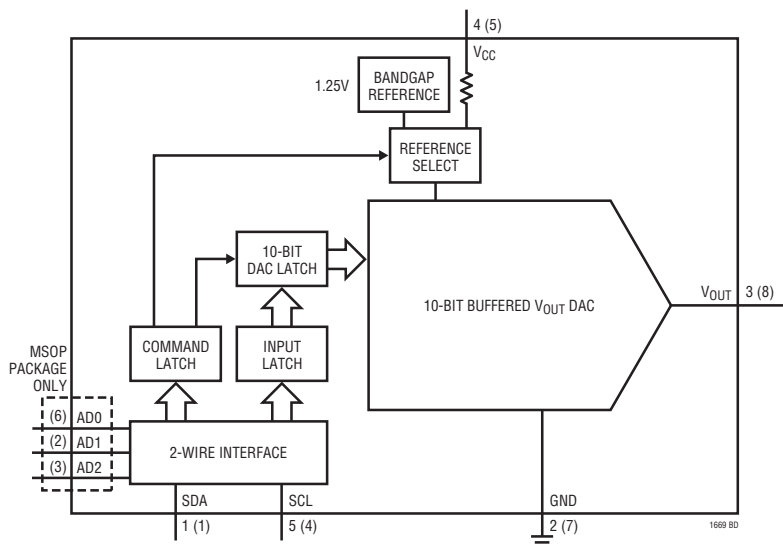 4 (5)
VCC
1.25V
BANDGAP
REFERENCE
REFERENCE
SELECT
10-BIT
DAC LATCH
10-BIT BUFFERED VOUT DAC
VOUT
3 (8)
MSOP
PACKAGE
ONLY
COMMAND
LATCH
INPUT
LATCH
(6) AD0
(2) AD1
(3) AD2
2-WIRE INTERFACE
SDA
SCL
GND
1 (1)
5 (4)
2 (7)
1669 BD